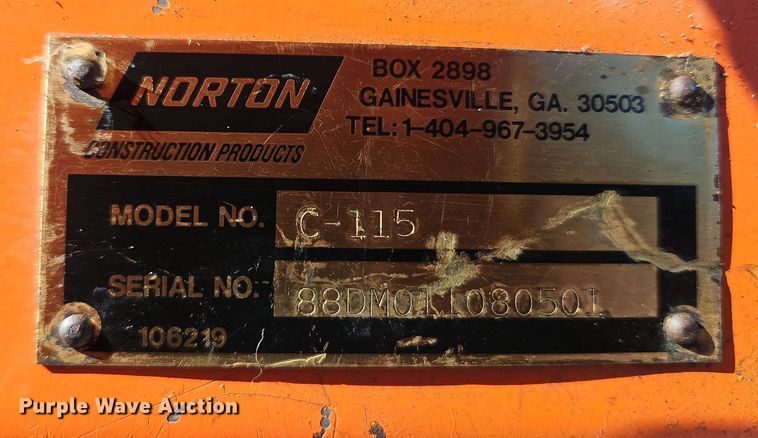 NORTON
CONSTRUCTION PRODUCTS
BOX 2898
GAINESVILLE, GA. 30503
TEL:1-404-967-3954
MODEL NO. C-115
SERIAL NO. 88DM01108050I
106219
Purple Wave Auction